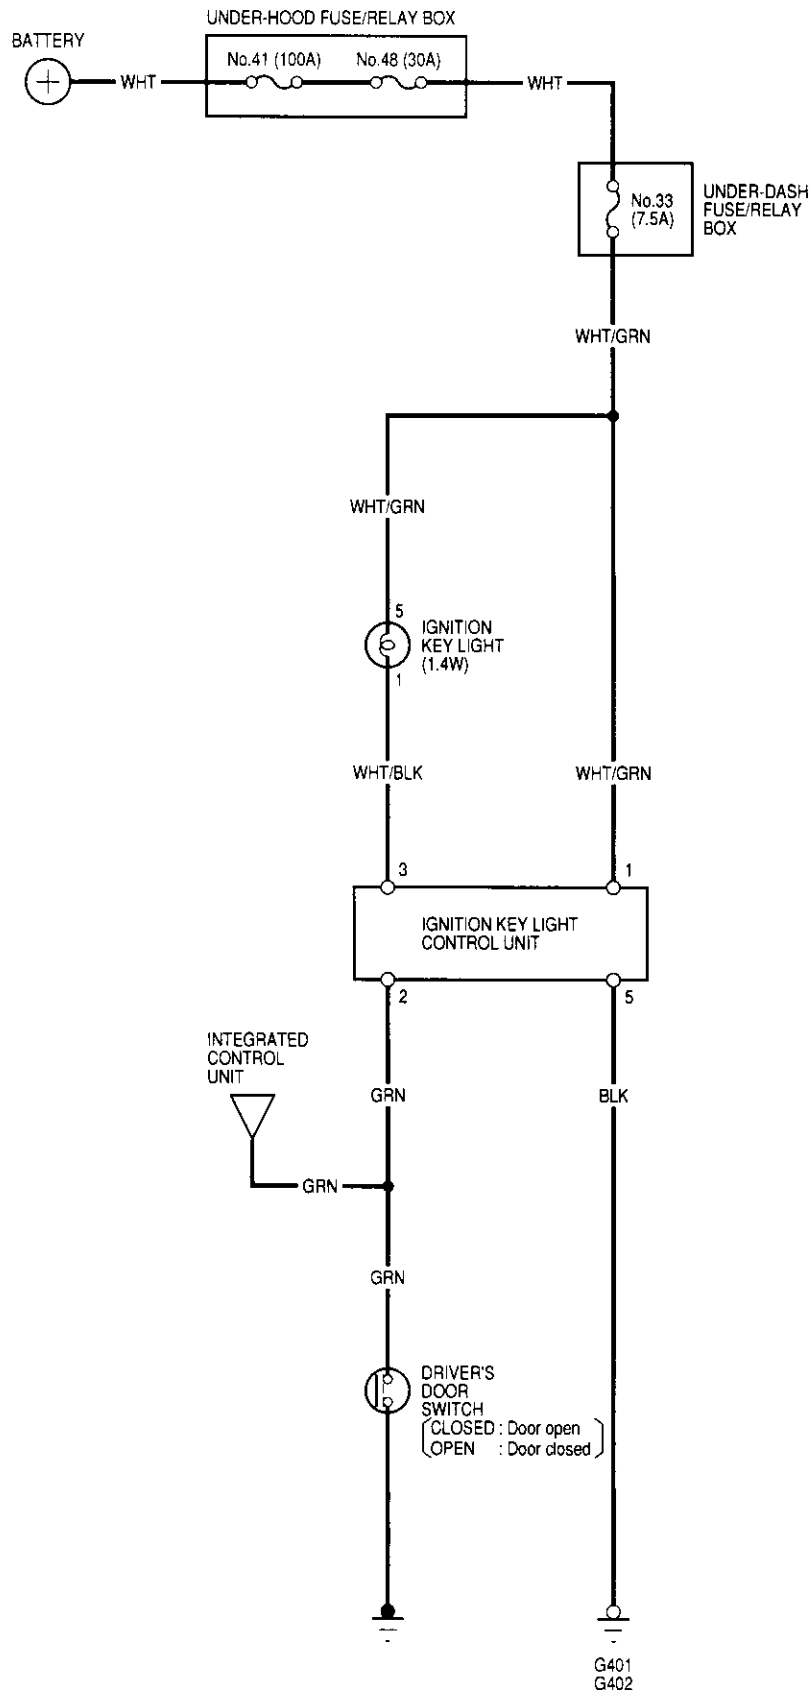 UNDER-HOOD FUSE/RELAY BOX
BATTERY
No.41 (100A)
No.48 (30A)
+
WHT
WHT
No.33
(7.5A)
UNDER-DASH
FUSE/RELAY
BOX
WHT/GRN
WHT/GRN
5
IGNITION
KEY LIGHT
(1.4W)
1
WHT/BLK
WHT/GRN
3
1
IGNITION KEY LIGHT
CONTROL UNIT
2
5
INTEGRATED
CONTROL
UNIT
GRN
BLK
GRN
GRN
DRIVER'S
DOOR
SWITCH
CLOSED : Door open
OPEN : Door closed
G401
G402